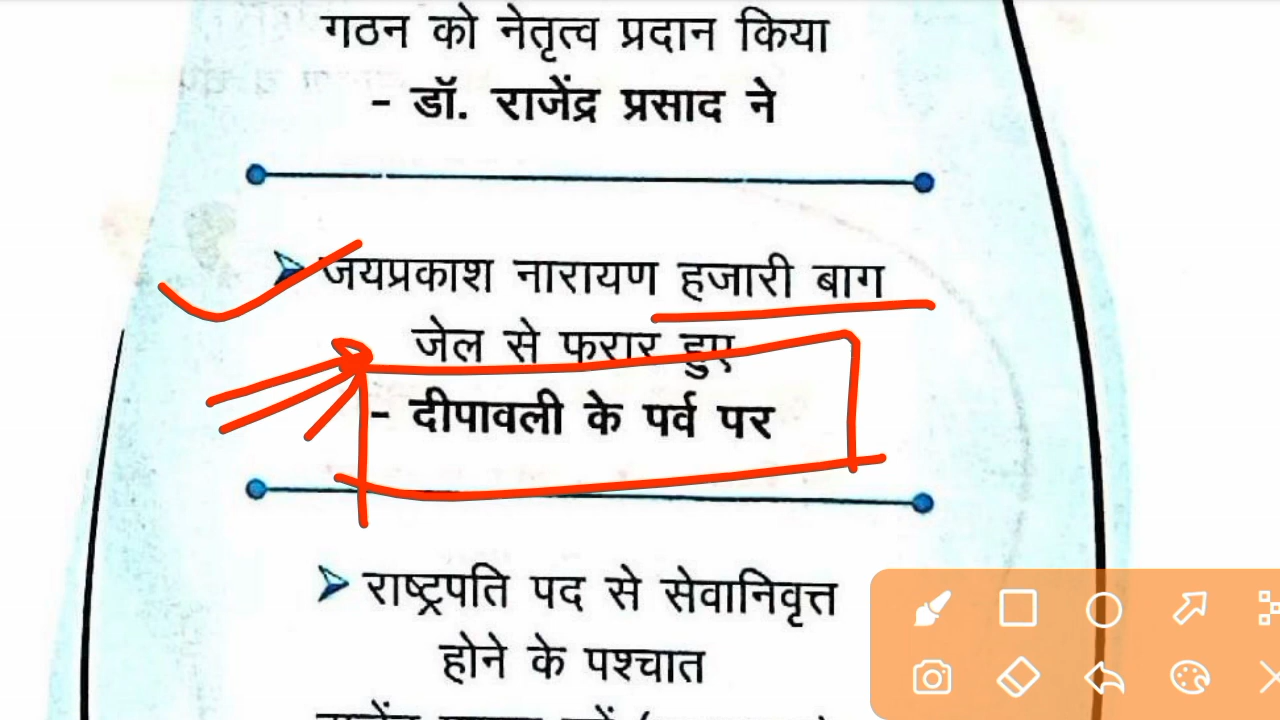 गठन को नेतृत्व प्रदान किया
- डॉ. राजेंद्र प्रसाद ने
जयप्रकाश नारायण हजारी बाग
जेल से फरार हुए
- दीपावली के पर्व पर
राष्ट्रपति पद से सेवानिवृत्त
होने के पश्चात